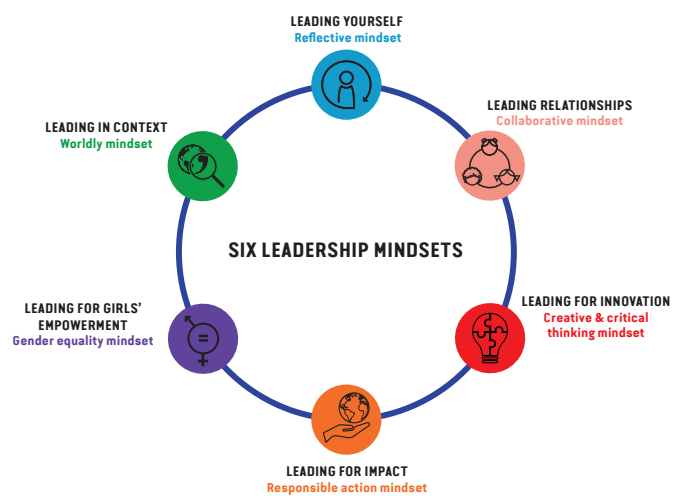 LEADING YOURSELF
Reflective mindset
LEADING RELATIONSHIPS
Collaborative mindset
LEADING IN CONTEXT
Worldly mindset
SIX LEADERSHIP MINDSETS
LEADING FOR INNOVATION
Creative & critical
thinking mindset
LEADING FOR GIRLS'
EMPOWERMENT
Gender equality mindset
LEADING FOR IMPACT
Responsible action mindset